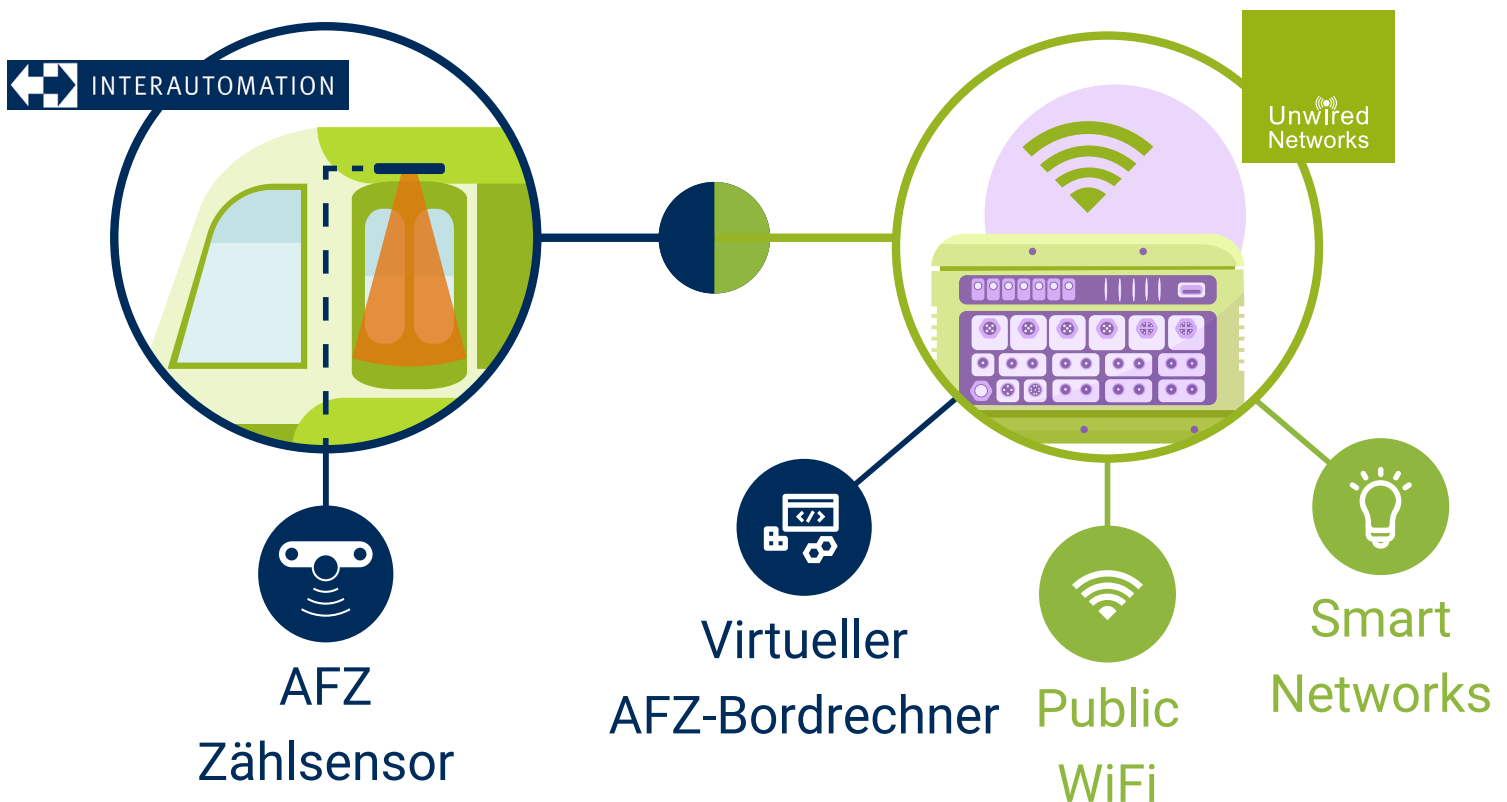 INTERAUTOMATION
Unwired
Networks
</>
AFZ
Zählsensor
Virtueller
AFZ-Bordrechner
Public
WiFi
Smart
Networks